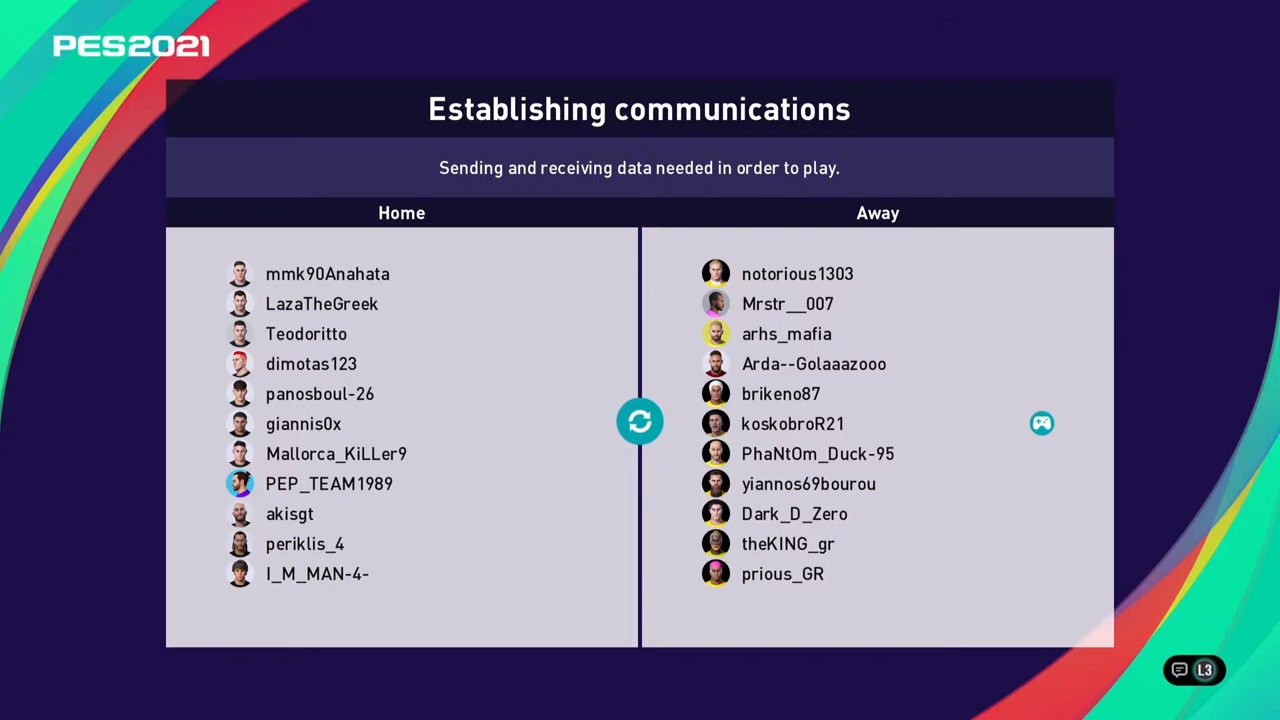 PES2021
Establishing communications
Sending and receiving data needed in order to play.
Home
Away
mmk90Anahata
notorious1303
LazaTheGreek
Mrstr__007
Teodoritto
arhs_mafia
dimotas123
Arda--Golaaazooo
panosboul-26
brikeno87
giannis0x
koskobroR21
Mallorca_KiLLer9
PhaNtOm_Duck-95
PEP_TEAM1989
yiannos69bourou
akisgt
Dark_D_Zero
periklis_4
theKING_gr
I_M_MAN-4-
prious_GR
L3